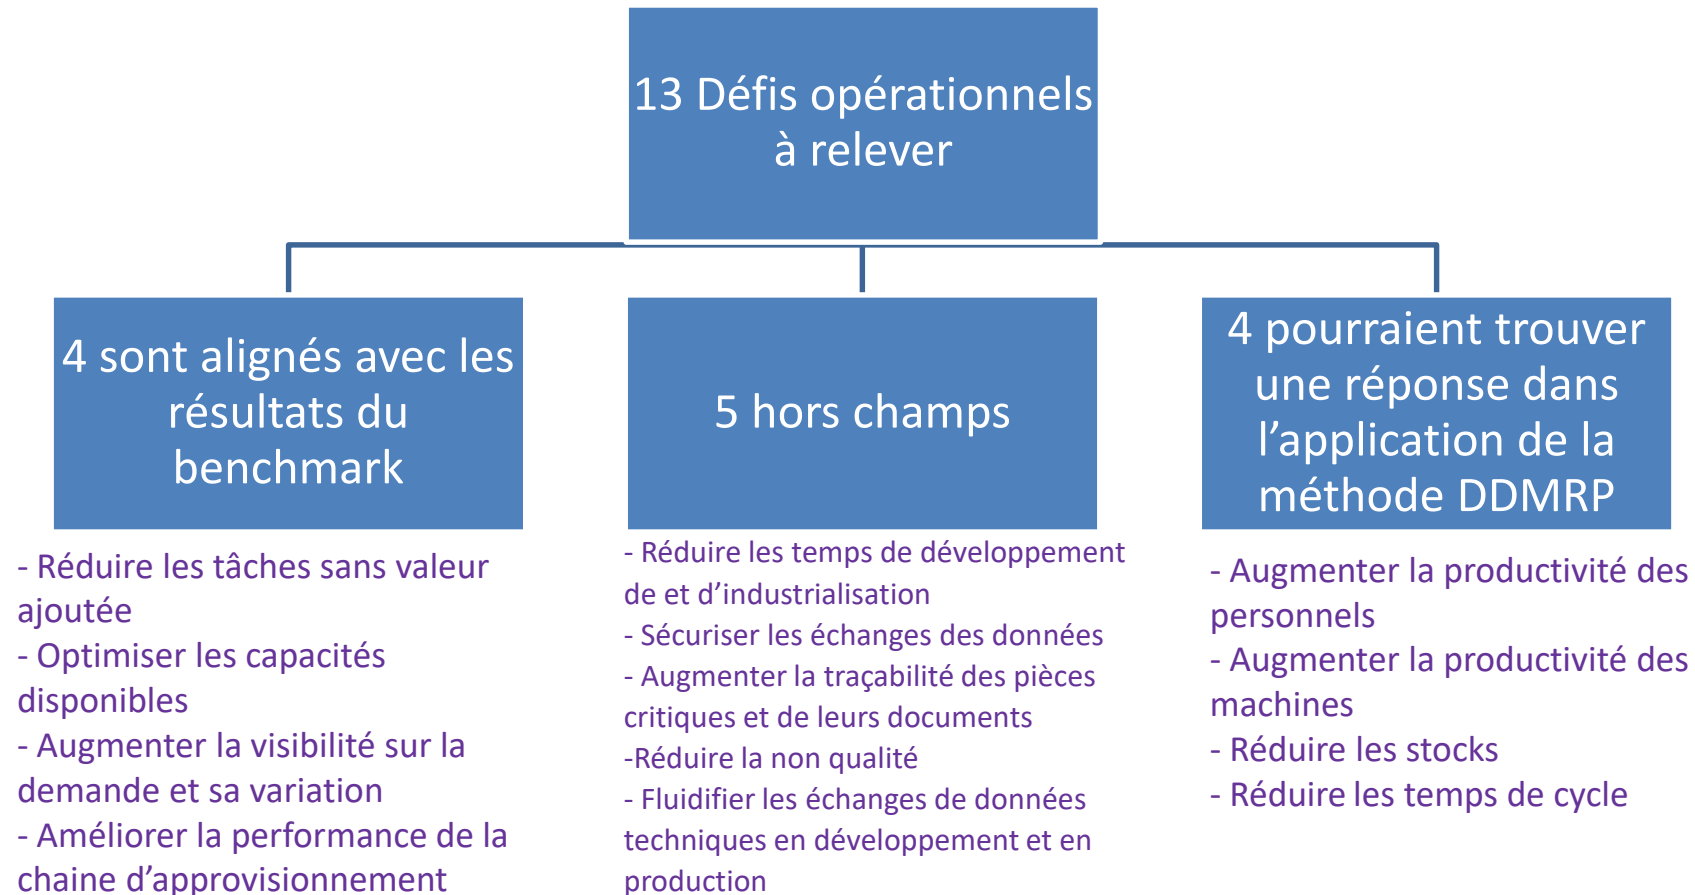 13 Défis opérationnels
à relever
4 sont alignés avec les
résultats du
benchmark
5 hors champs
4 pourraient trouver
une réponse dans
l’application de la
méthode DDMRP
- Réduire les tâches sans valeur
ajoutée
- Optimiser les capacités
disponibles
- Augmenter la visibilité sur la
demande et sa variation
- Améliorer la performance de la
chaine d’approvisionnement
- Réduire les temps de développement
de et d’industrialisation
- Sécuriser les échanges des données
- Augmenter la traçabilité des pièces
critiques et de leurs documents
-Réduire la non qualité
- Fluidifier les échanges de données
techniques en développement et en
production
- Augmenter la productivité des
personnels
- Augmenter la productivité des
machines
- Réduire les stocks
- Réduire les temps de cycle